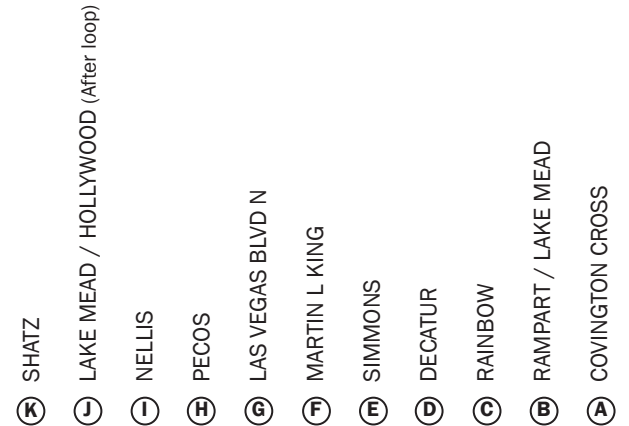 K SHATZ
J LAKE MEAD / HOLLYWOOD (After loop)
I NELLIS
H PECOS
G LAS VEGAS BLVD N
F MARTIN L KING
E SIMMONS
D DECATUR
C RAINBOW
B RAMPART / LAKE MEAD
A COVINGTON CROSS